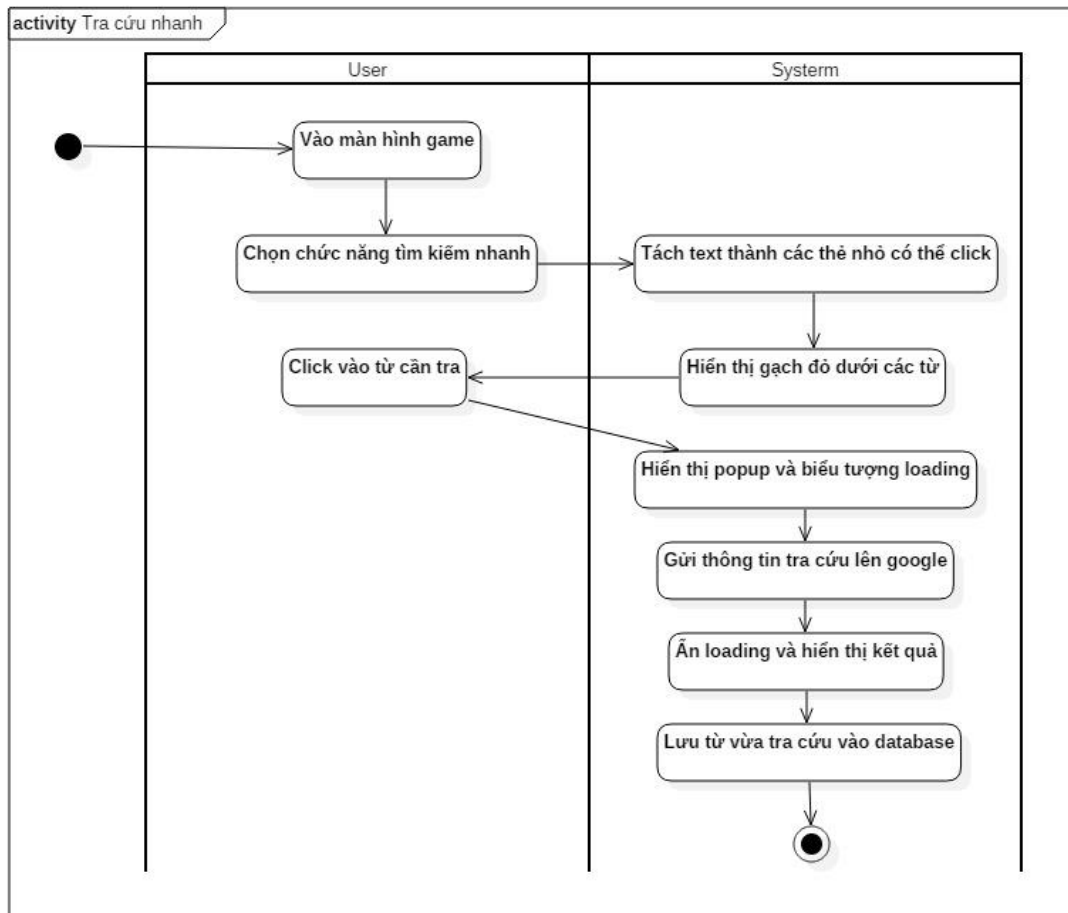 activity Tra cứu nhanh
User
Systerm
Vào màn hình game
Chọn chức năng tìm kiếm nhanh
Tách text thành các thẻ nhỏ có thể click
Click vào từ cần tra
Hiển thị gạch đỏ dưới các từ
Hiển thị popup và biểu tượng loading
Gửi thông tin tra cứu lên google
Ẩn loading và hiển thị kết quả
Lưu từ vừa tra cứu vào database